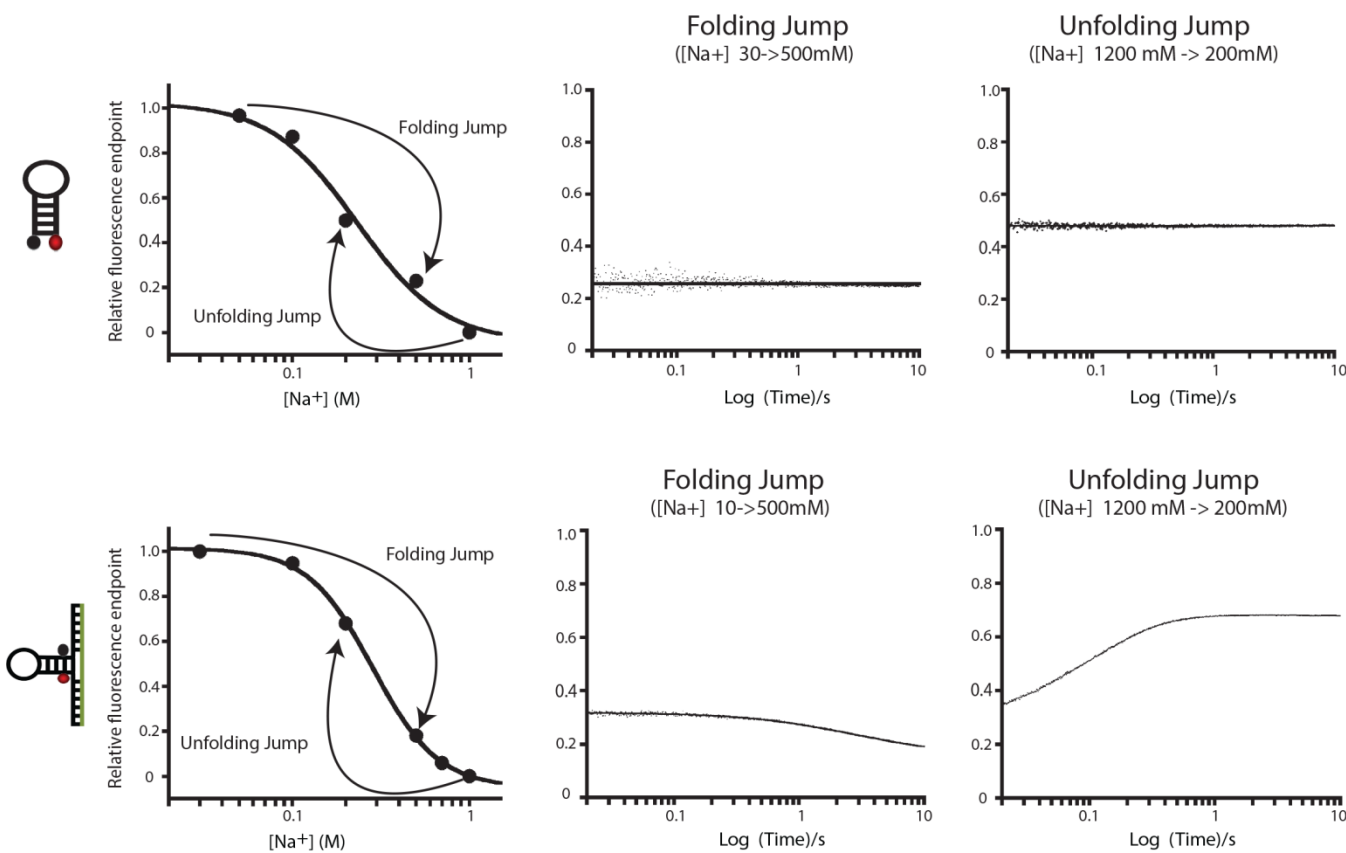 Folding Jump
([Na+] 30->500mM)
Unfolding Jump
([Na+] 1200 mM -> 200mM)
Relative fluorescence endpoint
1.0
0.8
0.6
0.4
0.2
0
Folding Jump
Unfolding Jump
0.1
1
[Na+] (M)
1.0
0.8
0.6
0.4
0.2
0
0.1
1
10
Log (Time)/s
1.0
0.8
0.6
0.4
0.2
0
0.1
1
10
Log (Time)/s
Folding Jump
([Na+] 10->500mM)
Unfolding Jump
([Na+] 1200 mM -> 200mM)
Relative fluorescence endpoint
1.0
0.8
0.6
0.4
0.2
0
Folding Jump
Unfolding Jump
0.1
1
[Na+] (M)
1.0
0.8
0.6
0.4
0.2
0
0.1
1
10
Log (Time)/s
1.0
0.8
0.6
0.4
0.2
0
0.1
1
10
Log (Time)/s